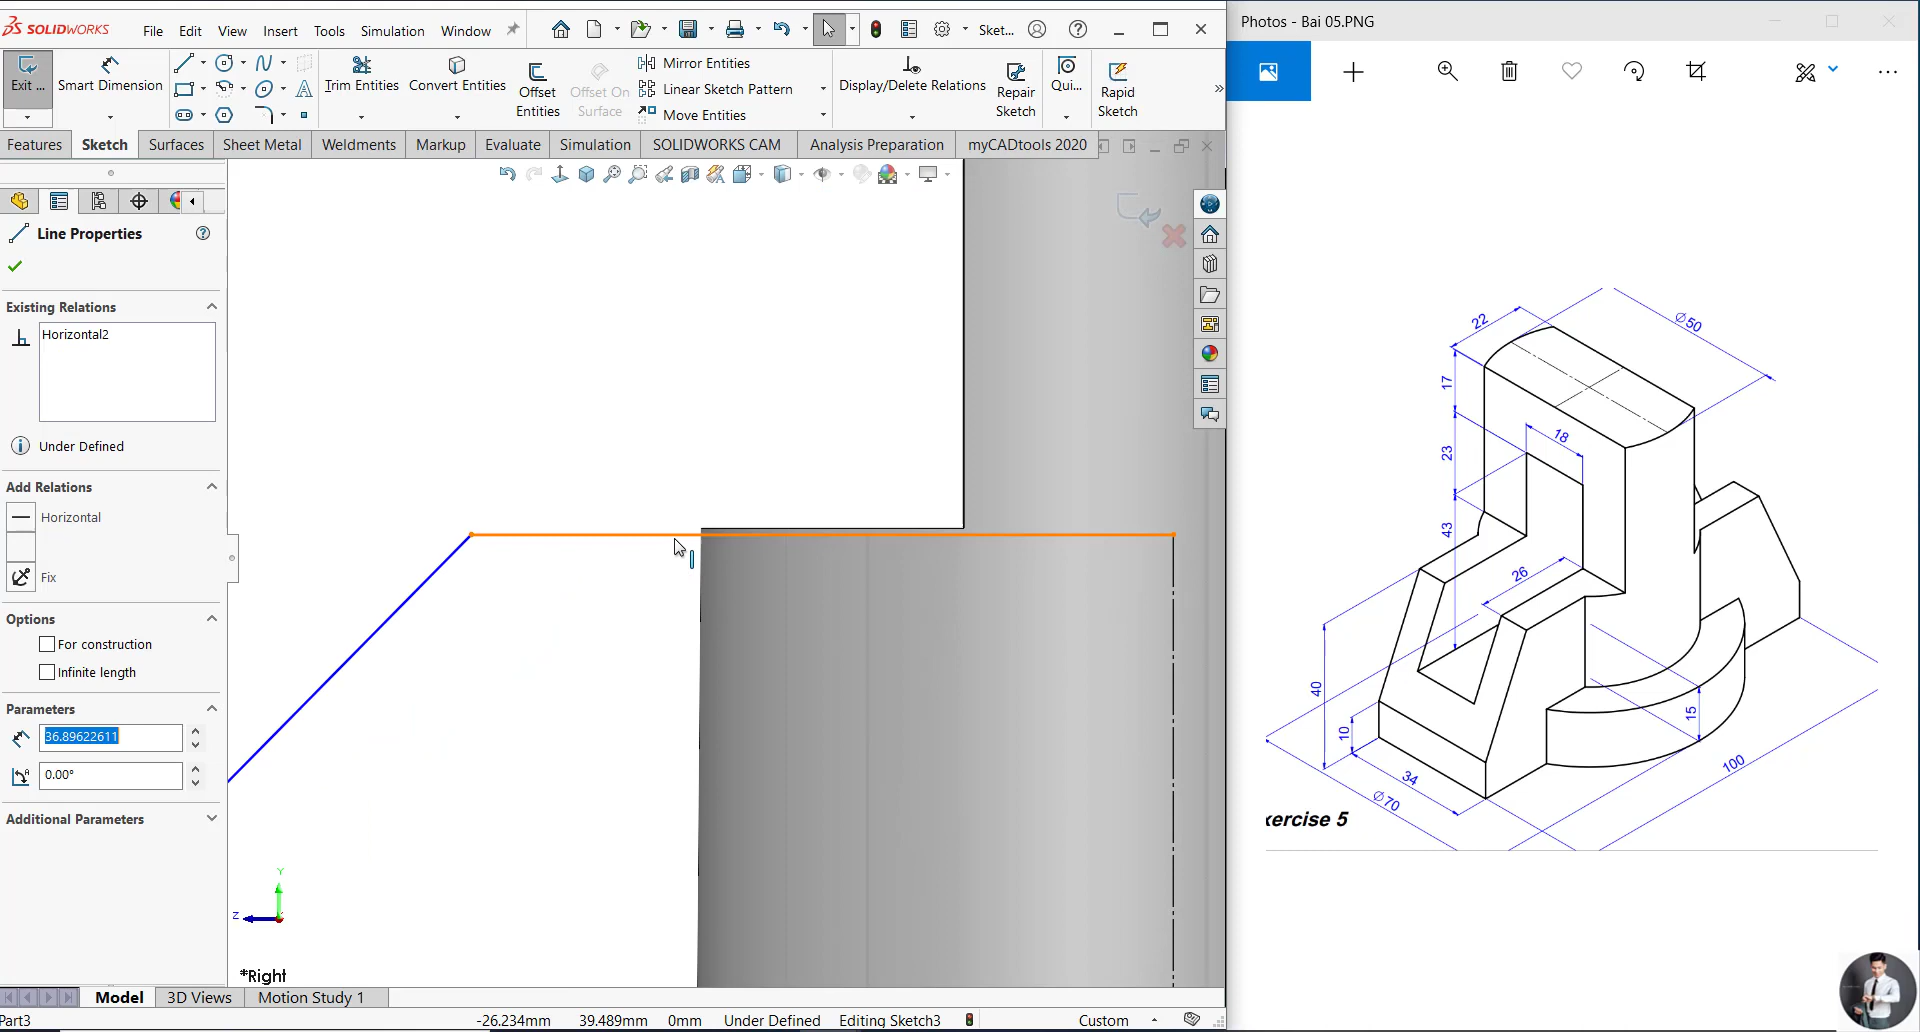 SOLIDWORKS
File Edit View Insert Tools Simulation Window
Sket...
Photos - Bai 05.PNG
Exit ...
Smart Dimension
Trim Entities
Convert Entities
Offset
Entities
Offset On
Surface
Mirror Entities
Linear Sketch Pattern
Move Entities
Display/Delete Relations
Repair
Sketch
Qui...
Rapid
Sketch
Features Sketch Surfaces Sheet Metal Weldments Markup Evaluate Simulation SOLIDWORKS CAM Analysis Preparation myCADtools 2020
Line Properties
Existing Relations
Horizontal2
Under Defined
Add Relations
Horizontal
Fix
Options
For construction
Infinite length
Parameters
36.89622611
0.00°
Additional Parameters
Y
Z
*Right
Model 3D Views Motion Study 1
Part3
-26.234mm 39.489mm 0mm Under Defined Editing Sketch3 Custom
22
∅50
17
18
23
43
26
40
15
10
34
100
∅70
xercise 5